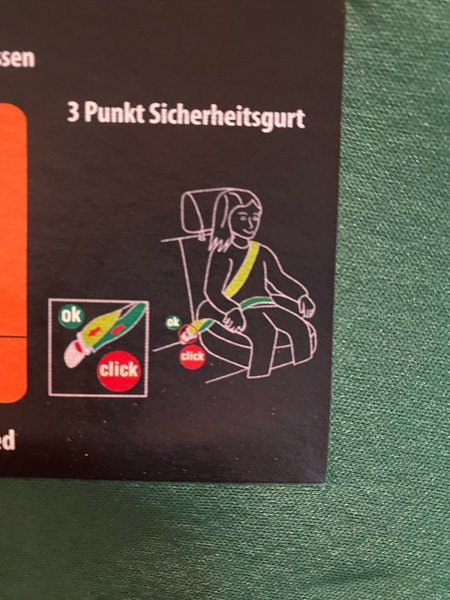 ssen
3 Punkt Sicherheitsgurt
ok
click
ok
click
ed